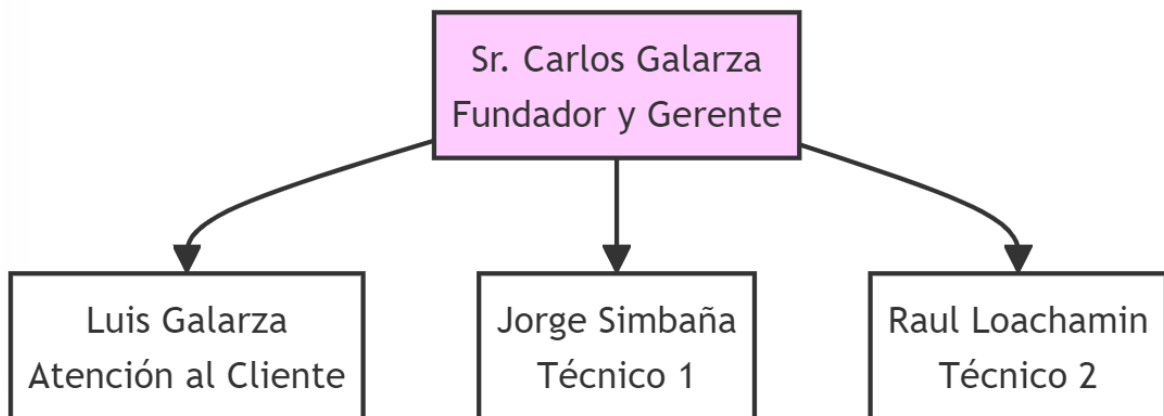 Sr. Carlos Galarza
Fundador y Gerente
Luis Galarza
Atención al Cliente
Jorge Simbaña
Técnico 1
Raul Loachamin
Técnico 2